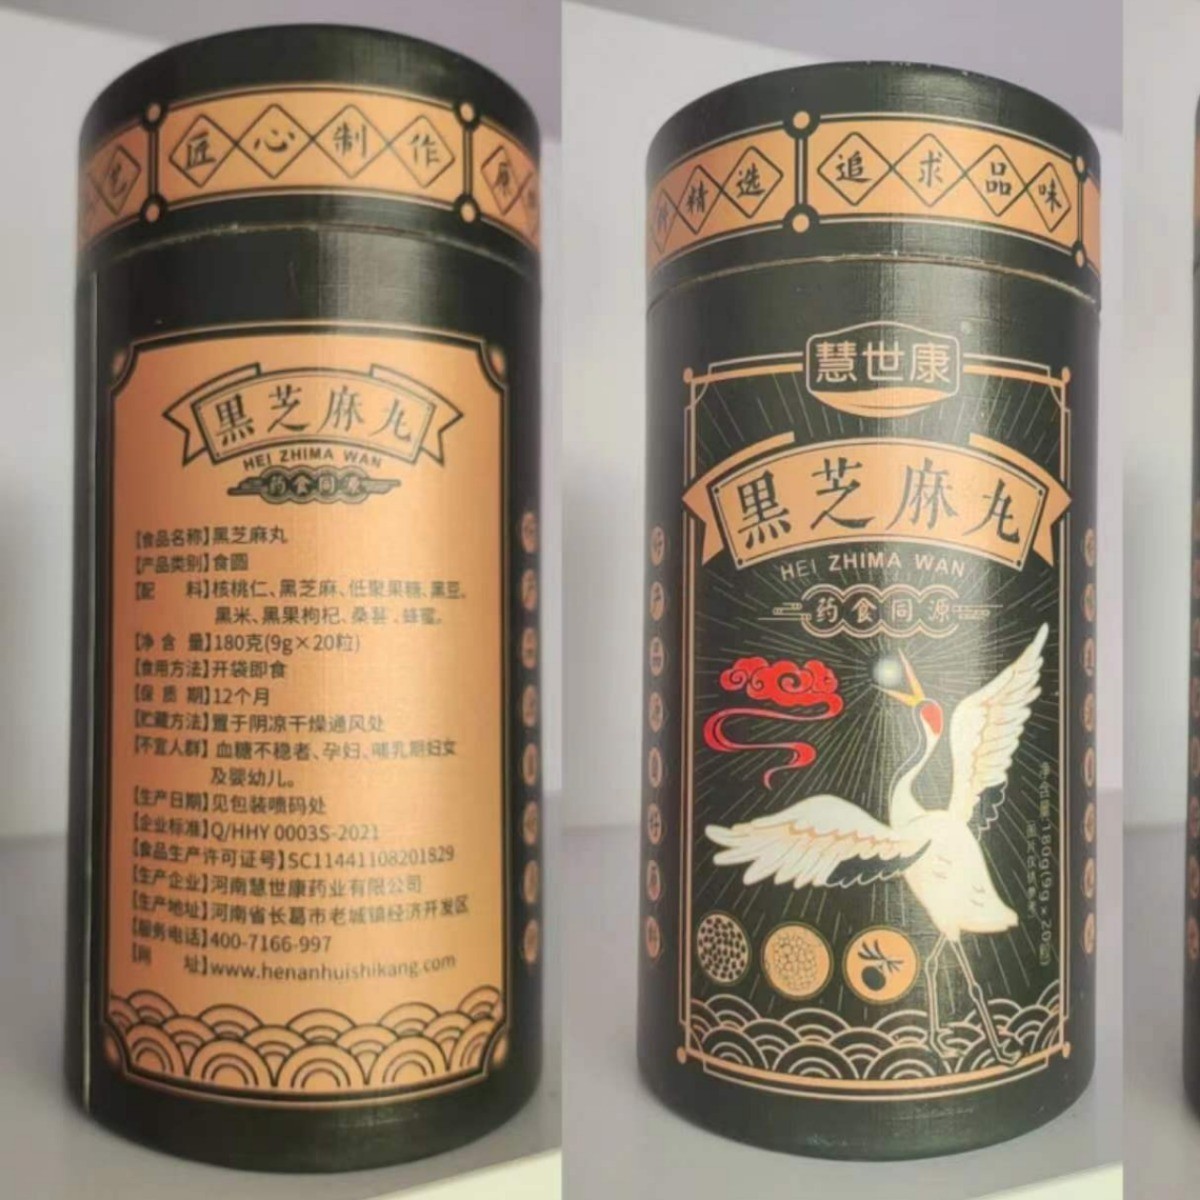 匠心制作
黑芝麻丸
HEI ZHIMA WAN
药食同源
【食品名称】黑芝麻丸
【产品类别】食圆
【配 料】核桃仁、黑芝麻、低聚果糖、黑豆、
黑米、黑果枸杞、桑葚、蜂蜜。
【净 含 量】180克(9g×20粒)
【食用方法】开袋即食
【保 质 期】12个月
【贮藏方法】置于阴凉干燥通风处
【不宜人群】血糖不稳者、孕妇、哺乳期妇女
及婴幼儿。
【生产日期】见包装喷码处
【企业标准】Q/HHY 0003S-2021
【食品生产许可证号】SC11441108201829
【生产企业】河南慧世康药业有限公司
【生产地址】河南省长葛市老城镇经济开发区
【服务电话】400-7166-997
【网 址】www.henanhuishikang.com
精选
追求品味
慧世康®
黑芝麻丸
HEI ZHIMA WAN
药食同源
净含量:180g(9g×20